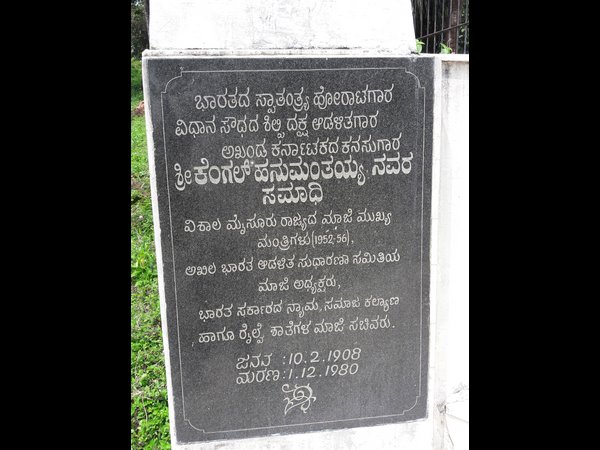 ಭಾರತದ ಸ್ವಾತಂತ್ರ್ಯ ಹೋರಾಟಗಾರ
ವಿಧಾನ ಸೌಧದ ಶಿಲ್ಪಿ ದಕ್ಷ ಆಡಳಿತಗಾರ
ಅಖಂಡ ಕರ್ನಾಟಕದ ಕನಸುಗಾರ
ಶ್ರೀ ಕೆಂಗಲ್ ಹನುಮಂತಯ್ಯ ನವರ
ಸಮಾಧಿ
ವಿಶಾಲ ಮೈಸೂರು ರಾಜ್ಯದ ಮಾಜಿ ಮುಖ್ಯ
ಮಂತ್ರಿಗಳು(1952-56),
ಅಖಿಲ ಭಾರತ ಆಡಳಿತ ಸುಧಾರಣಾ ಸಮಿತಿಯ
ಮಾಜಿ ಅಧ್ಯಕ್ಷರು,
ಭಾರತ ಸರ್ಕಾರದ ನ್ಯಾಯ, ಸಮಾಜ ಕಲ್ಯಾಣ
ಹಾಗೂ ರೈಲ್ವೆ ಖಾತೆಗಳ ಮಾಜಿ ಸಚಿವರು.
ಜನನ :10.2.1908
ಮರಣ:1.12.1980